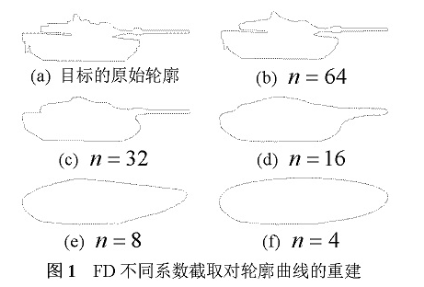 (a) 目标的原始轮廓
(b) n = 64
(c) n = 32
(d) n = 16
(e) n = 8
(f) n = 4
图 1 FD 不同系数截取对轮廓曲线的重建